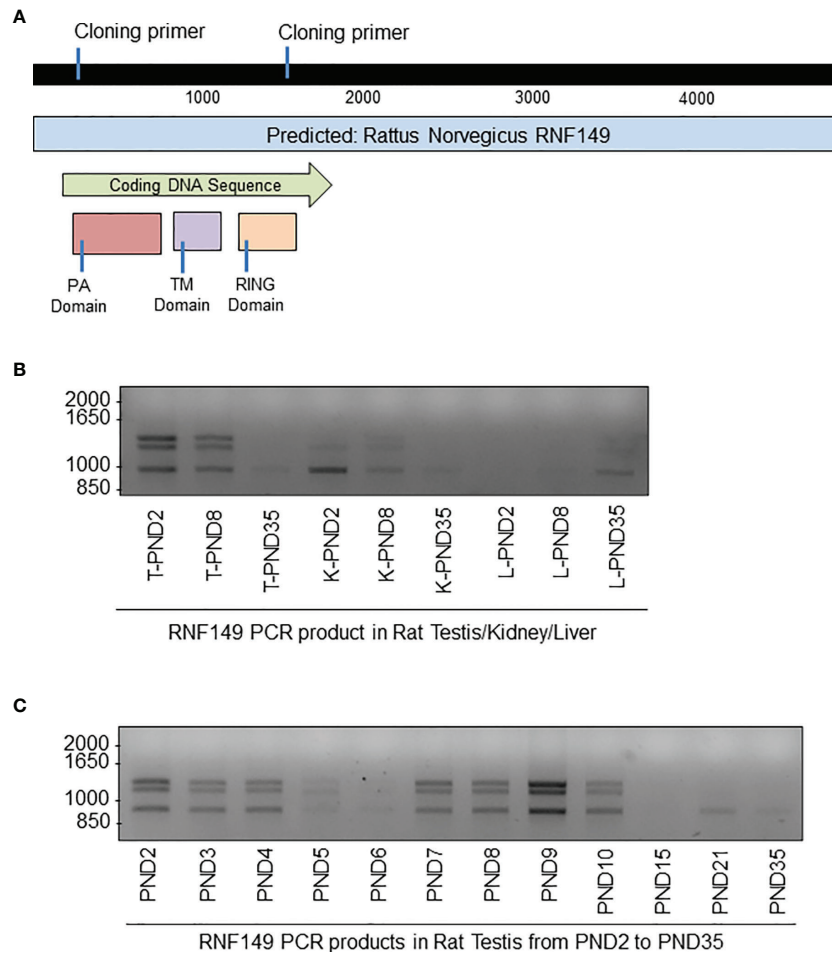 A
Cloning primer Cloning primer
1000 2000 3000 4000
Predicted: Rattus Norvegicus RNF149
Coding DNA Sequence
PA Domain
TM Domain
RING Domain
B
2000
1650
1000
850
T-PND2 T-PND8 T-PND35 K-PND2 K-PND8 K-PND35 L-PND2 L-PND8 L-PND35
RNF149 PCR product in Rat Testis/Kidney/Liver
C
2000
1650
1000
850
PND2 PND3 PND4 PND5 PND6 PND7 PND8 PND9 PND10 PND15 PND21 PND35
RNF149 PCR products in Rat Testis from PND2 to PND35